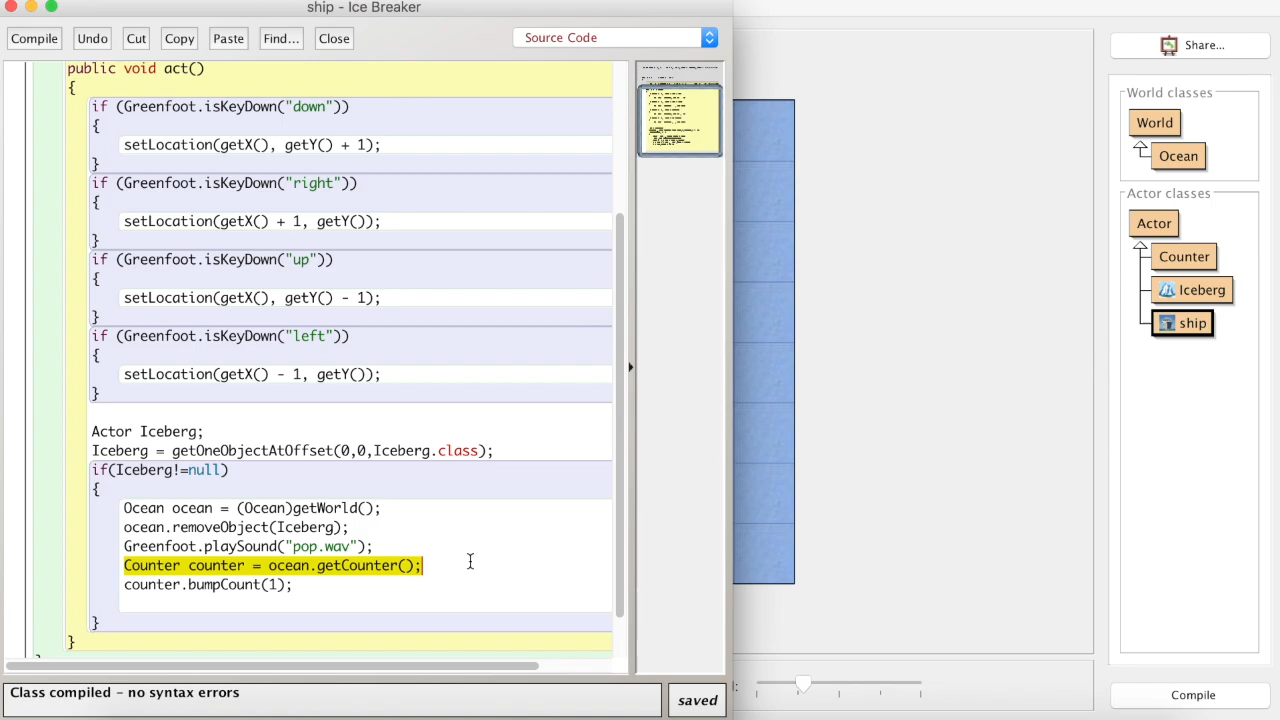 ship - Ice Breaker
Compile Undo Cut Copy Paste Find... Close Source Code
public void act()
{
if (Greenfoot.isKeyDown("down"))
{
setLocation(getX(), getY() + 1);
}
if (Greenfoot.isKeyDown("right"))
{
setLocation(getX() + 1, getY());
}
if (Greenfoot.isKeyDown("up"))
{
setLocation(getX(), getY() - 1);
}
if (Greenfoot.isKeyDown("left"))
{
setLocation(getX() - 1, getY());
}
Actor Iceberg;
Iceberg = getOneObjectAtOffset(0,0,Iceberg.class);
if(Iceberg!=null)
{
Ocean ocean = (Ocean)getWorld();
ocean.removeObject(Iceberg);
Greenfoot.playSound("pop.wav");
Counter counter = ocean.getCounter();
counter.bumpCount(1);
}
}
Class compiled – no syntax errors
saved
Share...
World classes
World
Ocean
Actor classes
Actor
Counter
Iceberg
ship
Compile